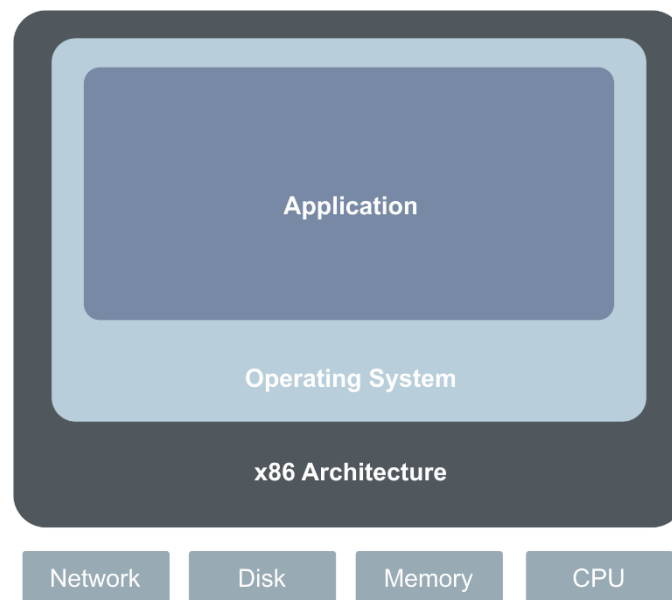 Application
Operating System
x86 Architecture
Network
Disk
Memory
CPU